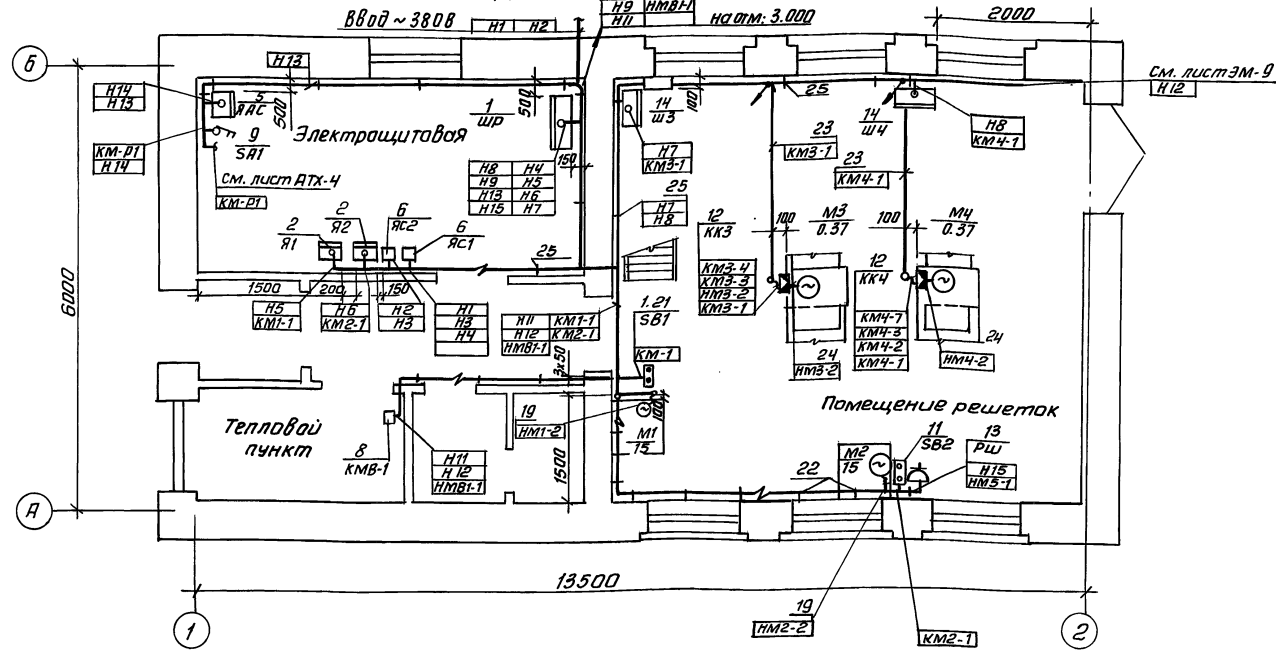 Ввод ~380В
Н1 Н2
Н9 НМВ1-1
Н11
на отм. 3.000
2000
Б
Н14
Н13
Н13
5
ЯАС
500
500
1
ШР
Электрощитовая
9
SA1
КМ-Р1
Н14
См. лист АТХ-4
КМ-Р1
150
Н8 Н4
Н9 Н5
Н13 Н6
Н15 Н7
14
Ш3
100
25
Н7
КМ3-1
25
Н7
Н8
23
КМ3-1
14
Ш4
23
КМ4-1
Н8
КМ4-1
См. лист ЭМ-9
Н12
2
Я1
2
Я2
6
ЯС2
6
ЯС1
25
12
КК3
100
М3
0.37
100
М4
0.37
12
КК4
КМ3-4
КМ3-3
НМ3-2
КМ3-1
6000
1500
200
150
Н5
КМ1-1
Н6
КМ2-1
Н2
Н3
Н1
Н3
Н4
Н11 КМ1-1
Н12 КМ2-1
НМВ1-1
1.21
SB1
КМ-1
КМ4-3
КМ4-2
КМ4-1
24
НМ3-2
24
НМ4-2
3х50
100
Тепловой
пункт
8
КМВ-1
Н11
Н12
НМВ1-1
19
НМ1-2
М1
15
1500
Помещение решеток
22
М2
15
11
SB2
13
РШ
Н15
НМ5-1
А
13500
19
НМ2-2
КМ2-1
1
2